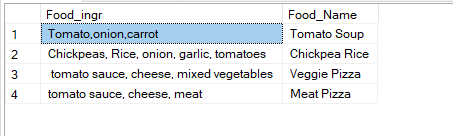 Food_ingr Food_Name
1 Tomato,onion,carrot Tomato Soup
2 Chickpeas, Rice, onion, garlic, tomatoes Chickpea Rice
3 tomato sauce, cheese, mixed vegetables Veggie Pizza
4 tomato sauce, cheese, meat Meat Pizza